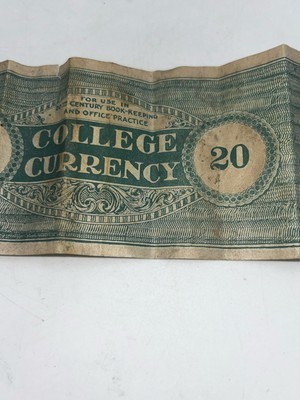 FOR USE IN
CENTURY BOOK-KEEPING
AND OFFICE PRACTICE
COLLEGE
CURRENCY
20